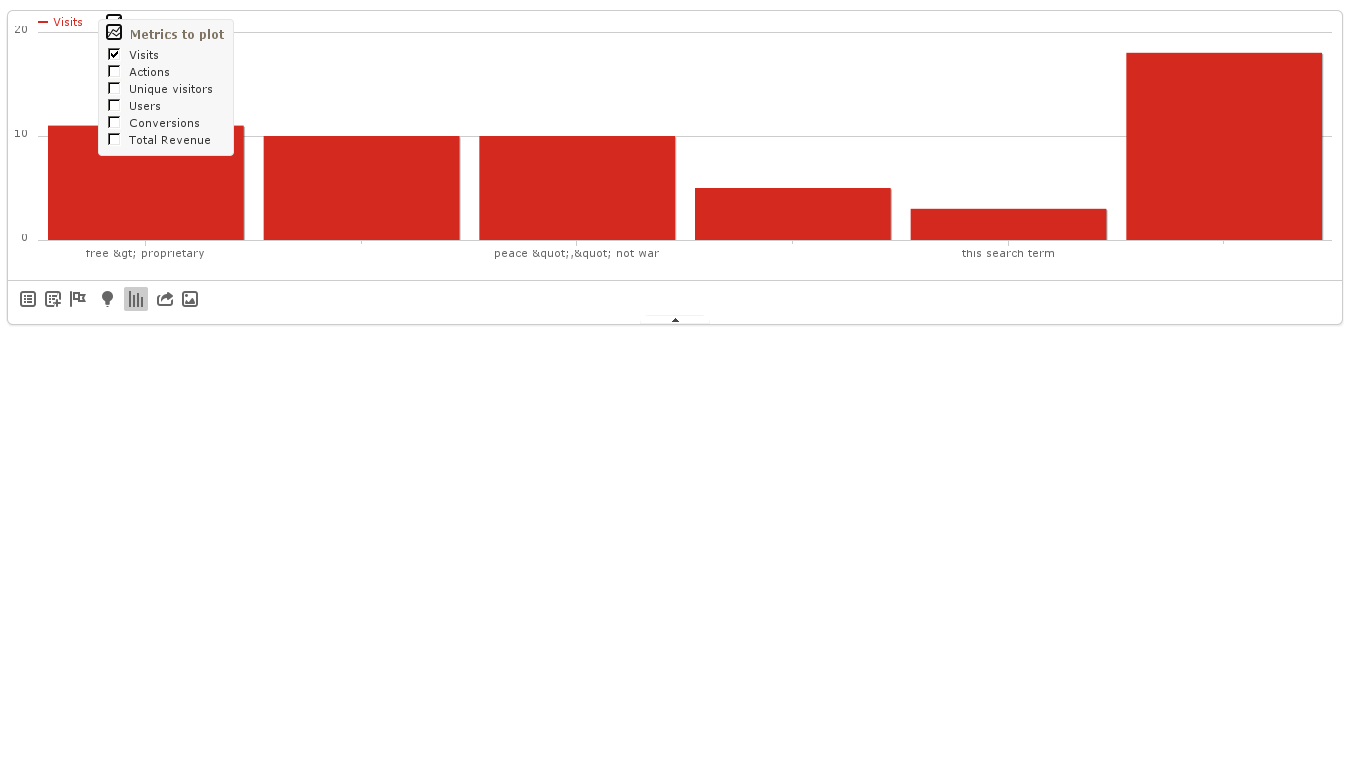 Visits
Metrics to plot
Visits
Actions
Unique visitors
Users
Conversions
Total Revenue
20
10
0
free &gt; proprietary
peace &quot;,&quot; not war
this search term